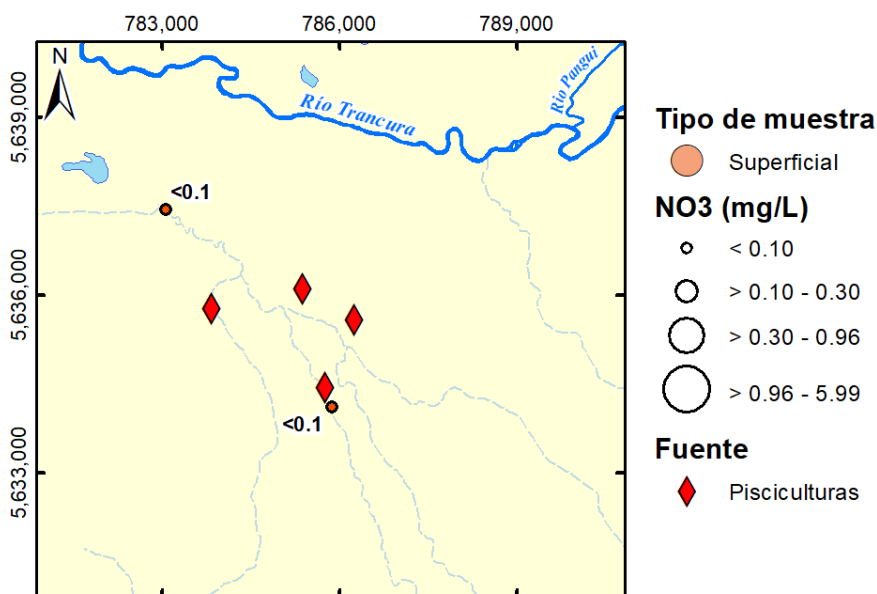 783,000 786,000 789,000
N
5,639,000
5,636,000
5,633,000
Río Trancura
Río Pangui
<0.1
<0.1
Tipo de muestra
Superficial
NO3 (mg/L)
< 0.10
> 0.10 - 0.30
> 0.30 - 0.96
> 0.96 - 5.99
Fuente
Pisciculturas